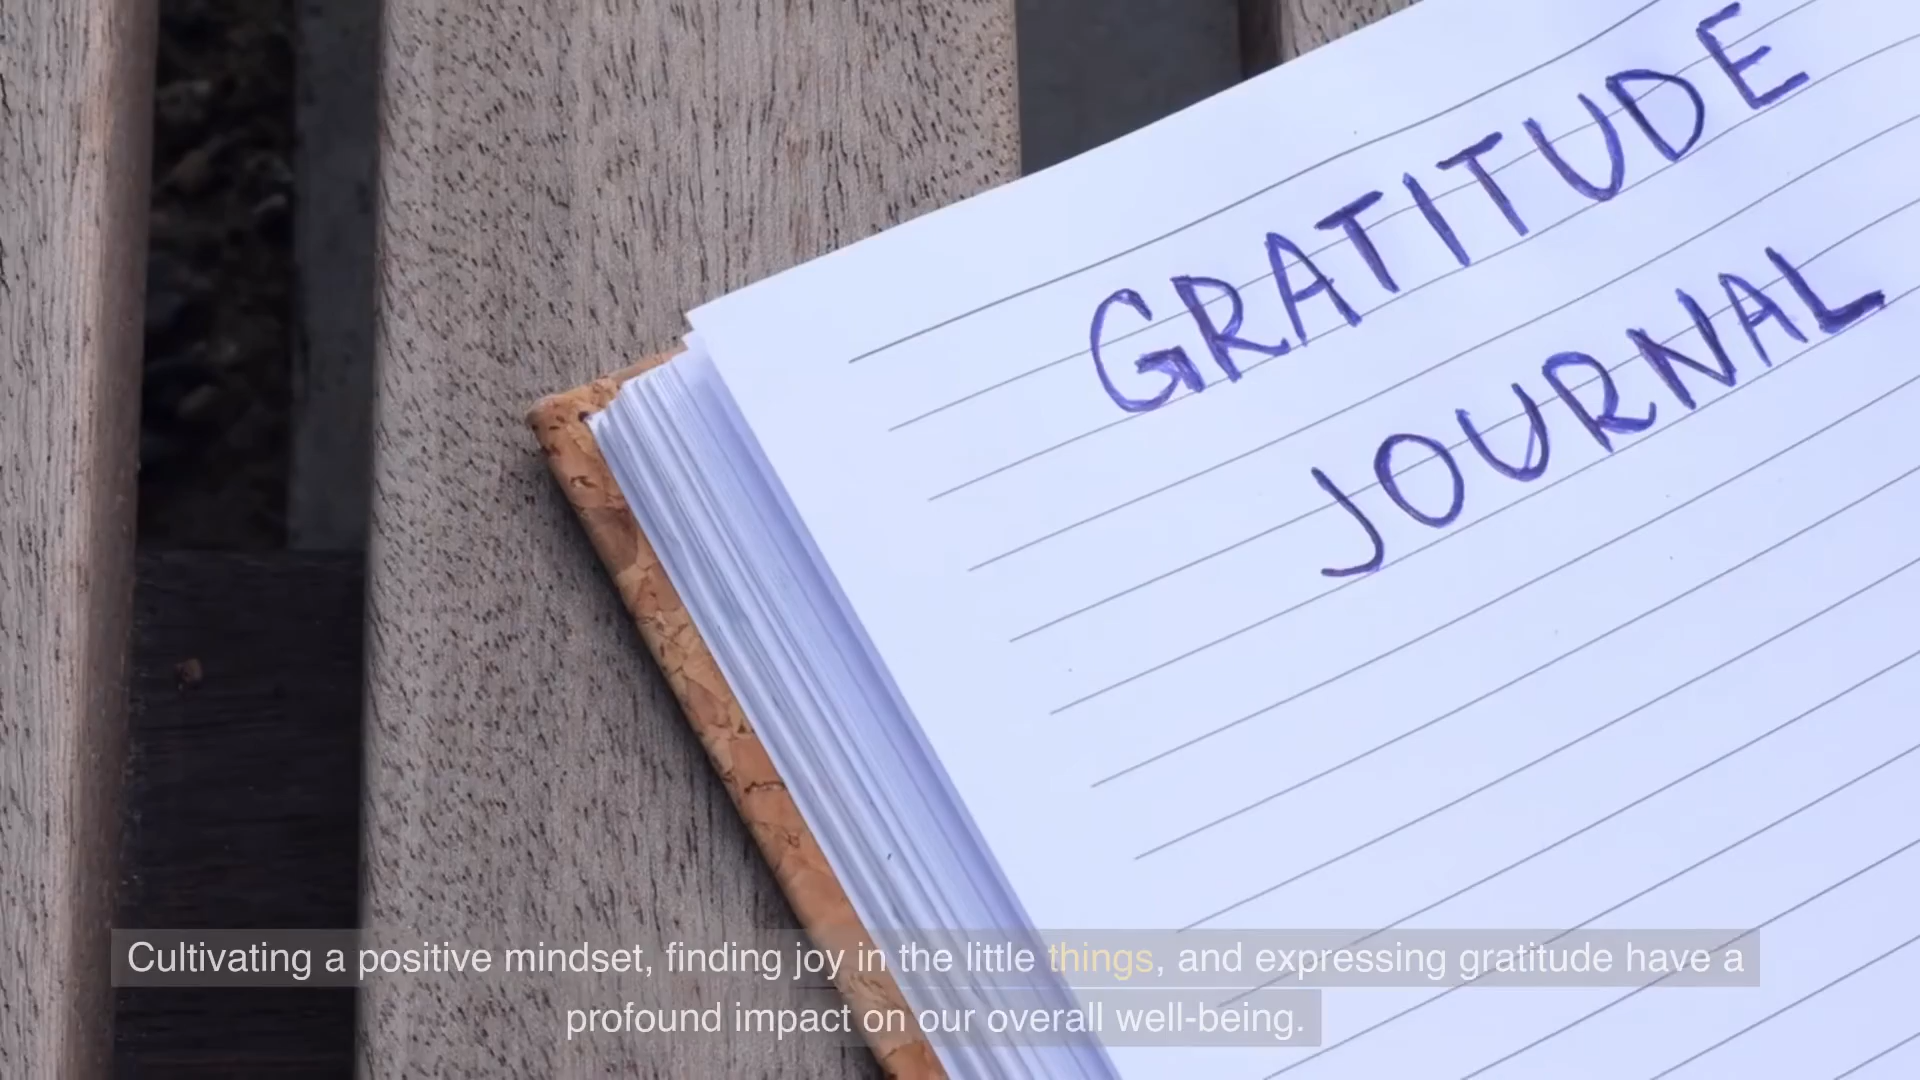 GRATITUDE
JOURNAL
Cultivating a positive mindset, finding joy in the little things, and expressing gratitude have a
profound impact on our overall well-being.